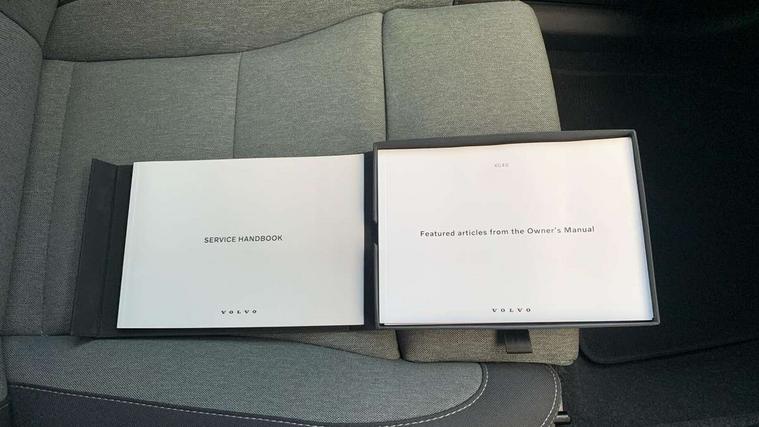 SERVICE HANDBOOK
VOLVO
XC40
Featured articles from the Owner's Manual
VOLVO